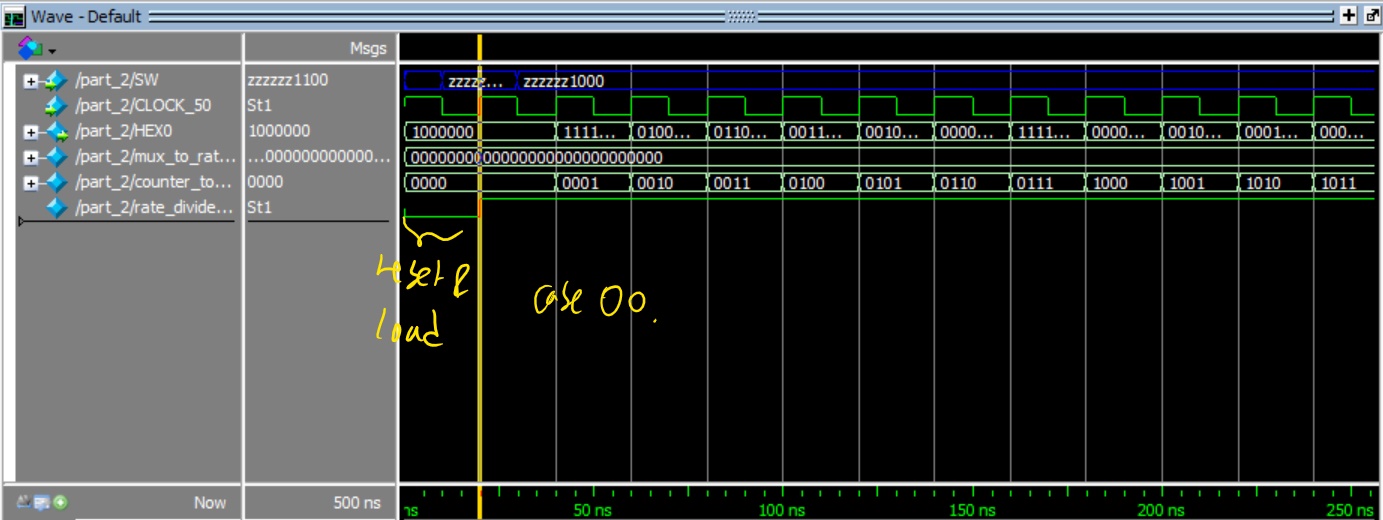 Wave - Default
Msgs
/part_2/SW zzzzzz1100 zzzzz... zzzzzz1000
/part_2/CLOCK_50 St1
/part_2/HEX0 1000000 1000000 1111... 0100... 0110... 0011... 0010... 0000... 1111... 0000... 0010... 0001... 000...
/part_2/mux_to_rat... ...000000000000... 0000000000000000000000000000
/part_2/counter_to... 0000 0000 0001 0010 0011 0100 0101 0110 0111 1000 1001 1010 1011
/part_2/rate_divide... St1
reset &
load
case 00.
Now 500 ns ns 50 ns 100 ns 150 ns 200 ns 250 ns